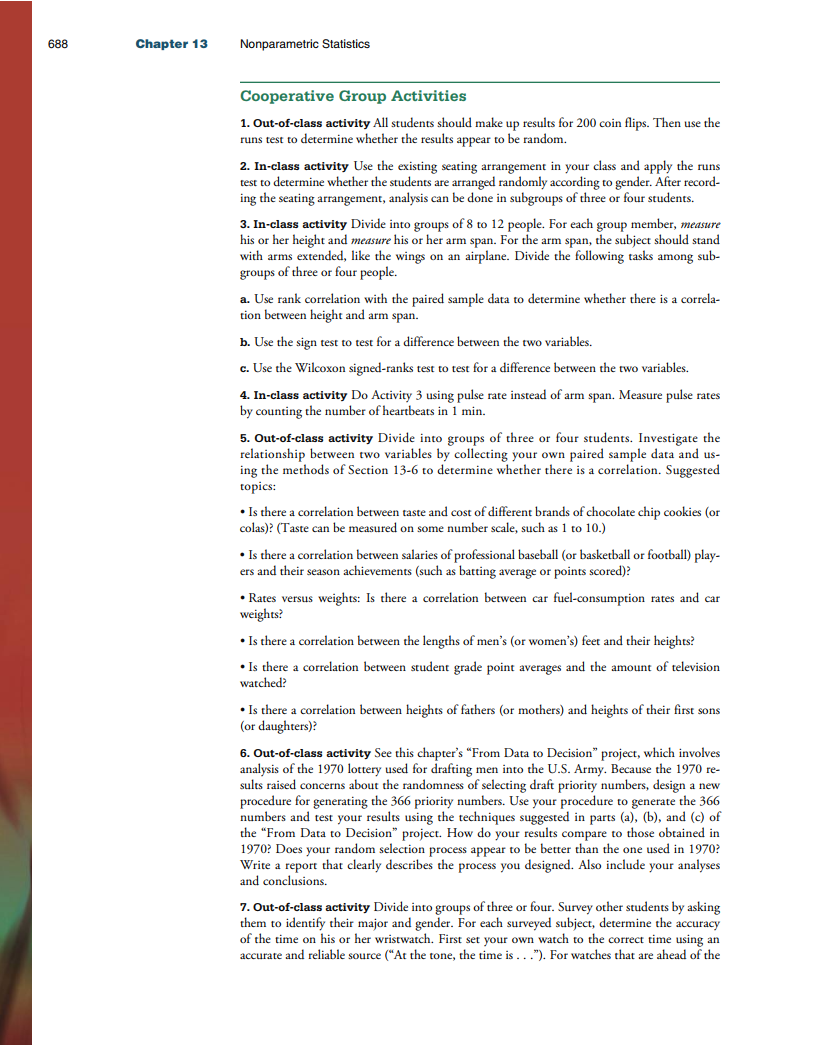 688 Chapter 13 Nonparametric Statistics
Cooperative Group Activities
1. Out-of-class activity All students should make up results for 200 coin flips. Then use the
runs test to determine whether the results appear to be random.
2. In-class activity Use the existing seating arrangement in your class and apply the runs
test to determine whether the students are arranged randomly according to gender. After record-
ing the seating arrangement, analysis can be done in subgroups of three or four students.
3. In-class activity Divide into groups of 8 to 12 people. For each group member, measure
his or her height and measure his or her arm span. For the arm span, the subject should stand
with arms extended, like the wings on an airplane. Divide the following tasks among sub-
groups of three or four people.
a. Use rank correlation with the paired sample data to determine whether there is a correla-
tion between height and arm span.
b. Use the sign test to test for a difference between the two variables.
c. Use the Wilcoxon signed-ranks test to test for a difference between the two variables.
4. In-class activity Do Activity 3 using pulse rate instead of arm span. Measure pulse rates
by counting the number of heartbeats in 1 min.
5. Out-of-class activity Divide into groups of three or four students. Investigate the
relationship between two variables by collecting your own paired sample data and us-
ing the methods of Section 13-6 to determine whether there is a correlation. Suggested
topics:
• Is there a correlation between taste and cost of different brands of chocolate chip cookies (or
colas)? (Taste can be measured on some number scale, such as 1 to 10.)
• Is there a correlation between salaries of professional baseball (or basketball or football) play-
ers and their season achievements (such as batting average or points scored)?
• Rates versus weights: Is there a correlation between car fuel-consumption rates and car
weights?
• Is there a correlation between the lengths of men's (or women's) feet and their heights?
• Is there a correlation between student grade point averages and the amount of television
watched?
• Is there a correlation between heights of fathers (or mothers) and heights of their first sons
(or daughters)?
6. Out-of-class activity See this chapter's “From Data to Decision” project, which involves
analysis of the 1970 lottery used for drafting men into the U.S. Army. Because the 1970 re-
sults raised concerns about the randomness of selecting draft priority numbers, design a new
procedure for generating the 366 priority numbers. Use your procedure to generate the 366
numbers and test your results using the techniques suggested in parts (a), (b), and (c) of
the “From Data to Decision” project. How do your results compare to those obtained in
1970? Does your random selection process appear to be better than the one used in 1970?
Write a report that clearly describes the process you designed. Also include your analyses
and conclusions.
7. Out-of-class activity Divide into groups of three or four. Survey other students by asking
them to identify their major and gender. For each surveyed subject, determine the accuracy
of the time on his or her wristwatch. First set your own watch to the correct time using an
accurate and reliable source (“At the tone, the time is . . .”). For watches that are ahead of the